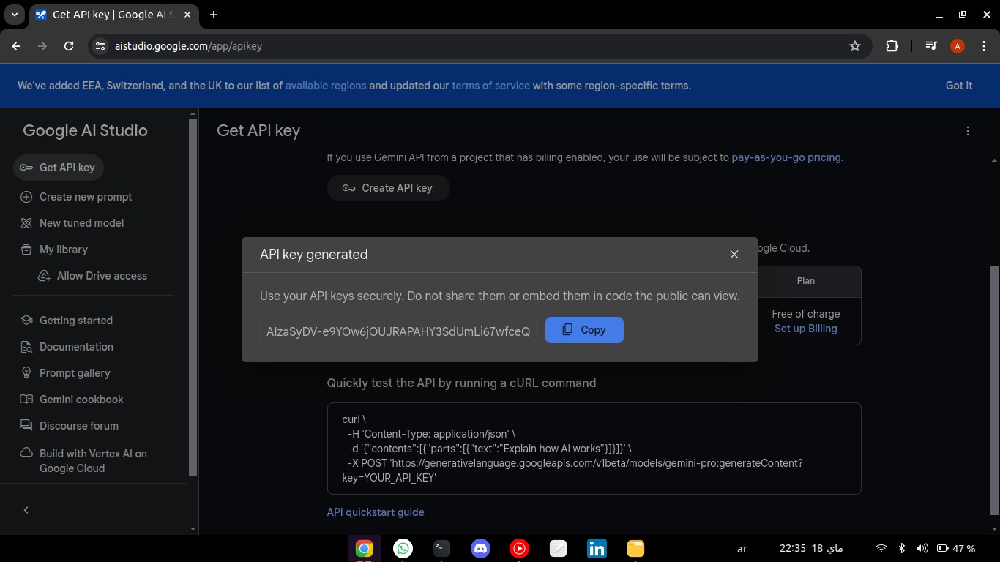 Get API key | Google AI S
aistudio.google.com/app/apikey
A
We've added EEA, Switzerland, and the UK to our list of available regions and updated our terms of service with some region-specific terms.
Got it
Google AI Studio
Get API key
Create new prompt
New tuned model
My library
Allow Drive access
Getting started
Documentation
Prompt gallery
Gemini cookbook
Discourse forum
Build with Vertex AI on
Google Cloud
Get API key
If you use Gemini API from a project that has billing enabled, your use will be subject to pay-as-you-go pricing.
Create API key
ogle Cloud.
Plan
Free of charge
Set up Billing
API key generated
Use your API keys securely. Do not share them or embed them in code the public can view.
AIzaSyDV-e9YOw6jOUJRAPAHY3SdUmLi67wfceQ
Copy
Quickly test the API by running a cURL command
curl \
-H 'Content-Type: application/json' \
-d '{"contents":[{"parts":[{"text":"Explain how AI works"}]}]}' \
-X POST 'https://generativelanguage.googleapis.com/v1beta/models/gemini-pro:generateContent?
key=YOUR_API_KEY'
API quickstart guide
in
ar
22:35 18 ماي
47 %